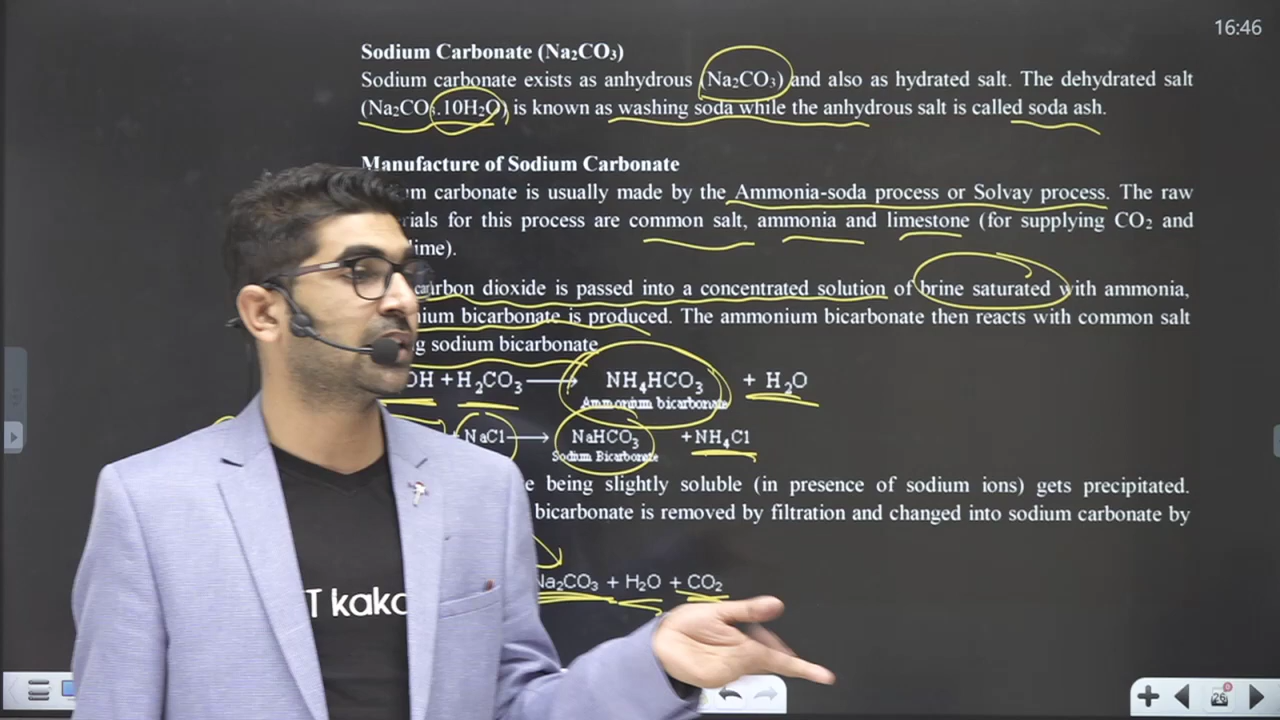 16:46
Sodium Carbonate (Na₂CO₃)
Sodium carbonate exists as anhydrous (Na₂CO₃) and also as hydrated salt. The dehydrated salt
(Na₂CO₃.10H₂O) is known as washing soda while the anhydrous salt is called soda ash.
Manufacture of Sodium Carbonate
carbonate is usually made by the Ammonia-soda process or Solvay process. The raw
for this process are common salt, ammonia and limestone (for supplying CO₂ and
dioxide is passed into a concentrated solution of brine saturated with ammonia,
bicarbonate is produced. The ammonium bicarbonate then reacts with common salt
sodium bicarbonate
OH + H₂CO₃ ⟶ NH₄HCO₃ + H₂O
Ammonium bicarbonate
NaCl ⟶ NaHCO₃ + NH₄Cl
Sodium Bicarbonate
being slightly soluble (in presence of sodium ions) gets precipitated.
bicarbonate is removed by filtration and changed into sodium carbonate by
Na₂CO₃ + H₂O + CO₂
T kaka
26